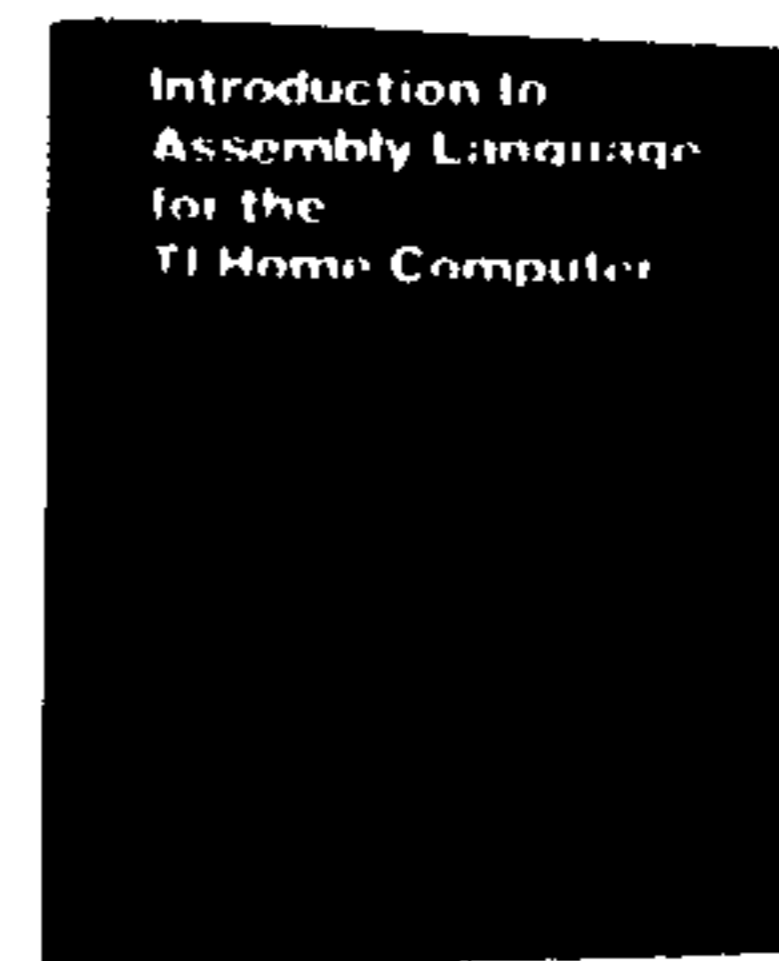 Introduction to
Assembly Language
for the
TI Home Computer